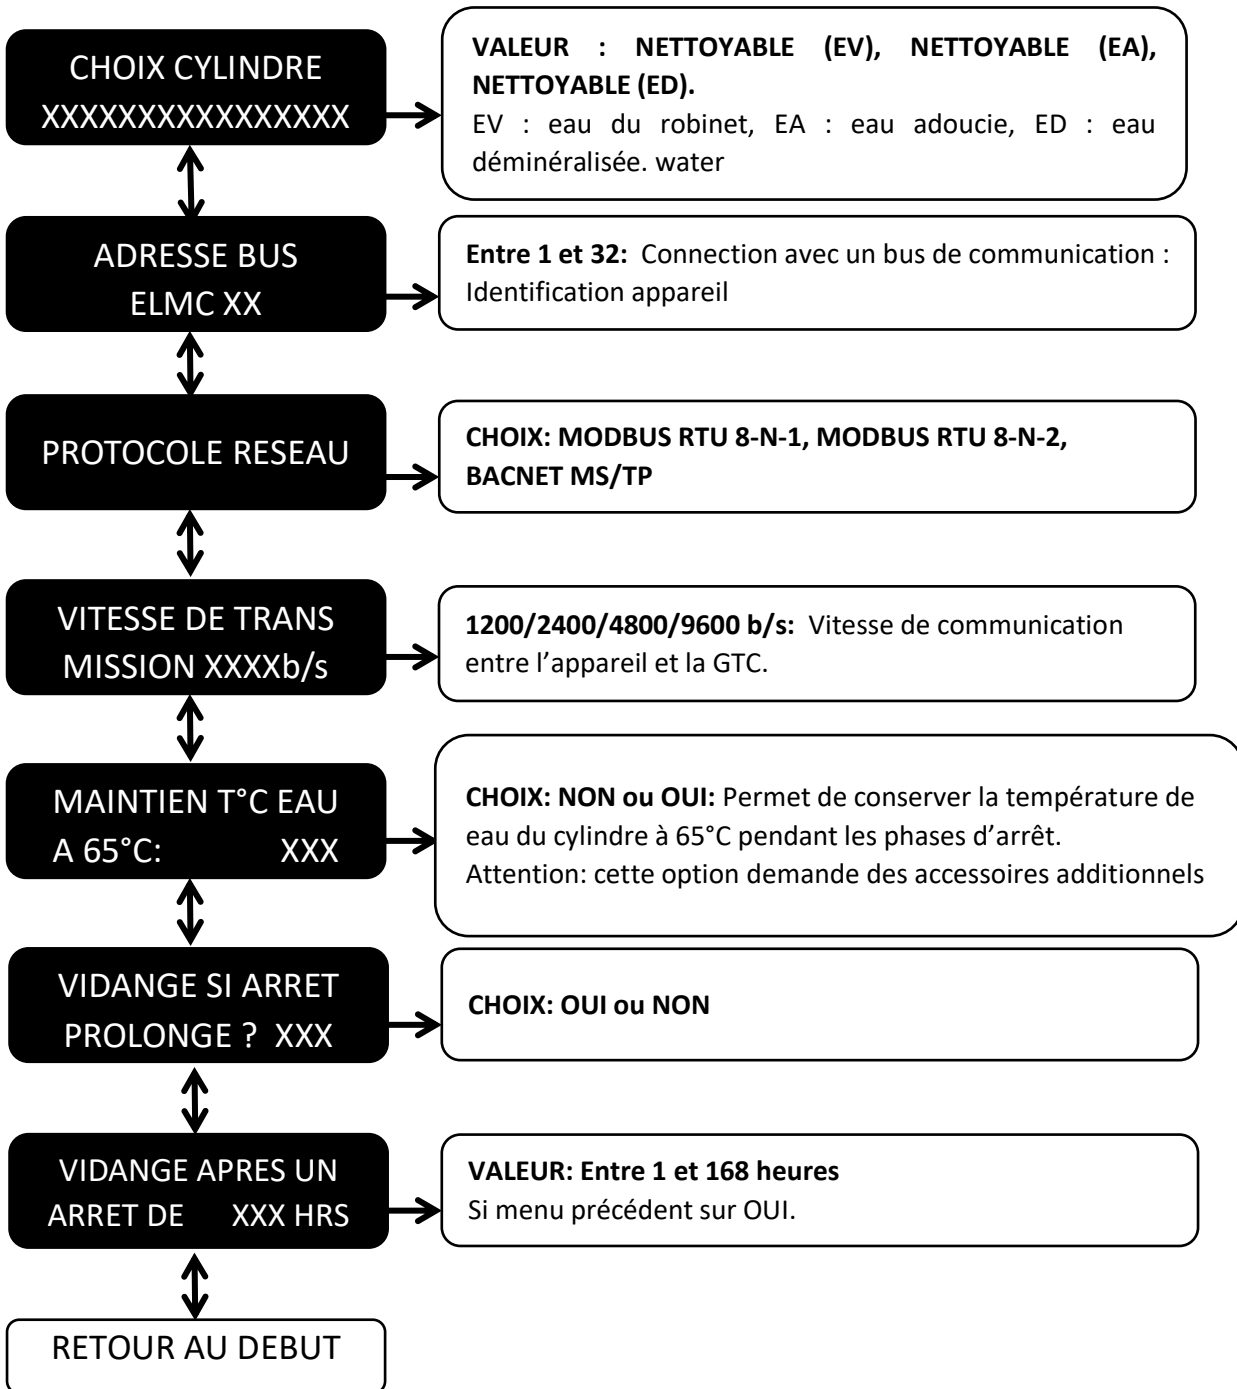 CHOIX CYLINDRE
XXXXXXXXXXXXXXXX
VALEUR : NETTOYABLE (EV), NETTOYABLE (EA),
NETTOYABLE (ED).
EV : eau du robinet, EA : eau adoucie, ED : eau
déminéralisée. water
ADRESSE BUS
ELMC XX
Entre 1 et 32: Connection avec un bus de communication :
Identification appareil
PROTOCOLE RESEAU
CHOIX: MODBUS RTU 8-N-1, MODBUS RTU 8-N-2,
BACNET MS/TP
VITESSE DE TRANS
MISSION XXXXb/s
1200/2400/4800/9600 b/s: Vitesse de communication
entre l’appareil et la GTC.
MAINTIEN T°C EAU
A 65°C: XXX
CHOIX: NON ou OUI: Permet de conserver la température de
eau du cylindre à 65°C pendant les phases d’arrêt.
Attention: cette option demande des accessoires additionnels
VIDANGE SI ARRET
PROLONGE ? XXX
CHOIX: OUI ou NON
VIDANGE APRES UN
ARRET DE XXX HRS
VALEUR: Entre 1 et 168 heures
Si menu précédent sur OUI.
RETOUR AU DEBUT